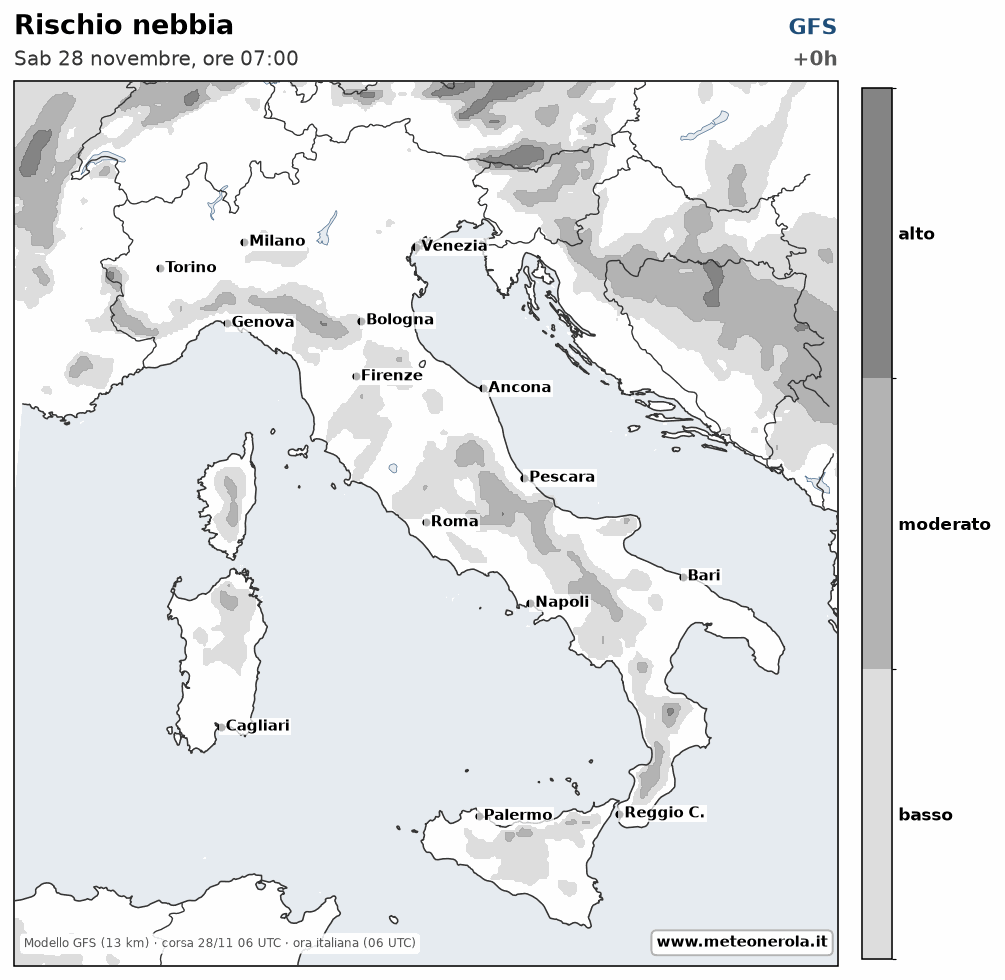 Rischio nebbia
GFS
Sab 28 novembre, ore 07:00
+0h
alto
moderato
basso
Milano
Venezia
Torino
Genova
Bologna
Firenze
Ancona
Pescara
Roma
Bari
Napoli
Cagliari
Palermo
Reggio C.
Modello GFS (13 km) · corsa 28/11 06 UTC · ora italiana (06 UTC)
www.meteonerola.it